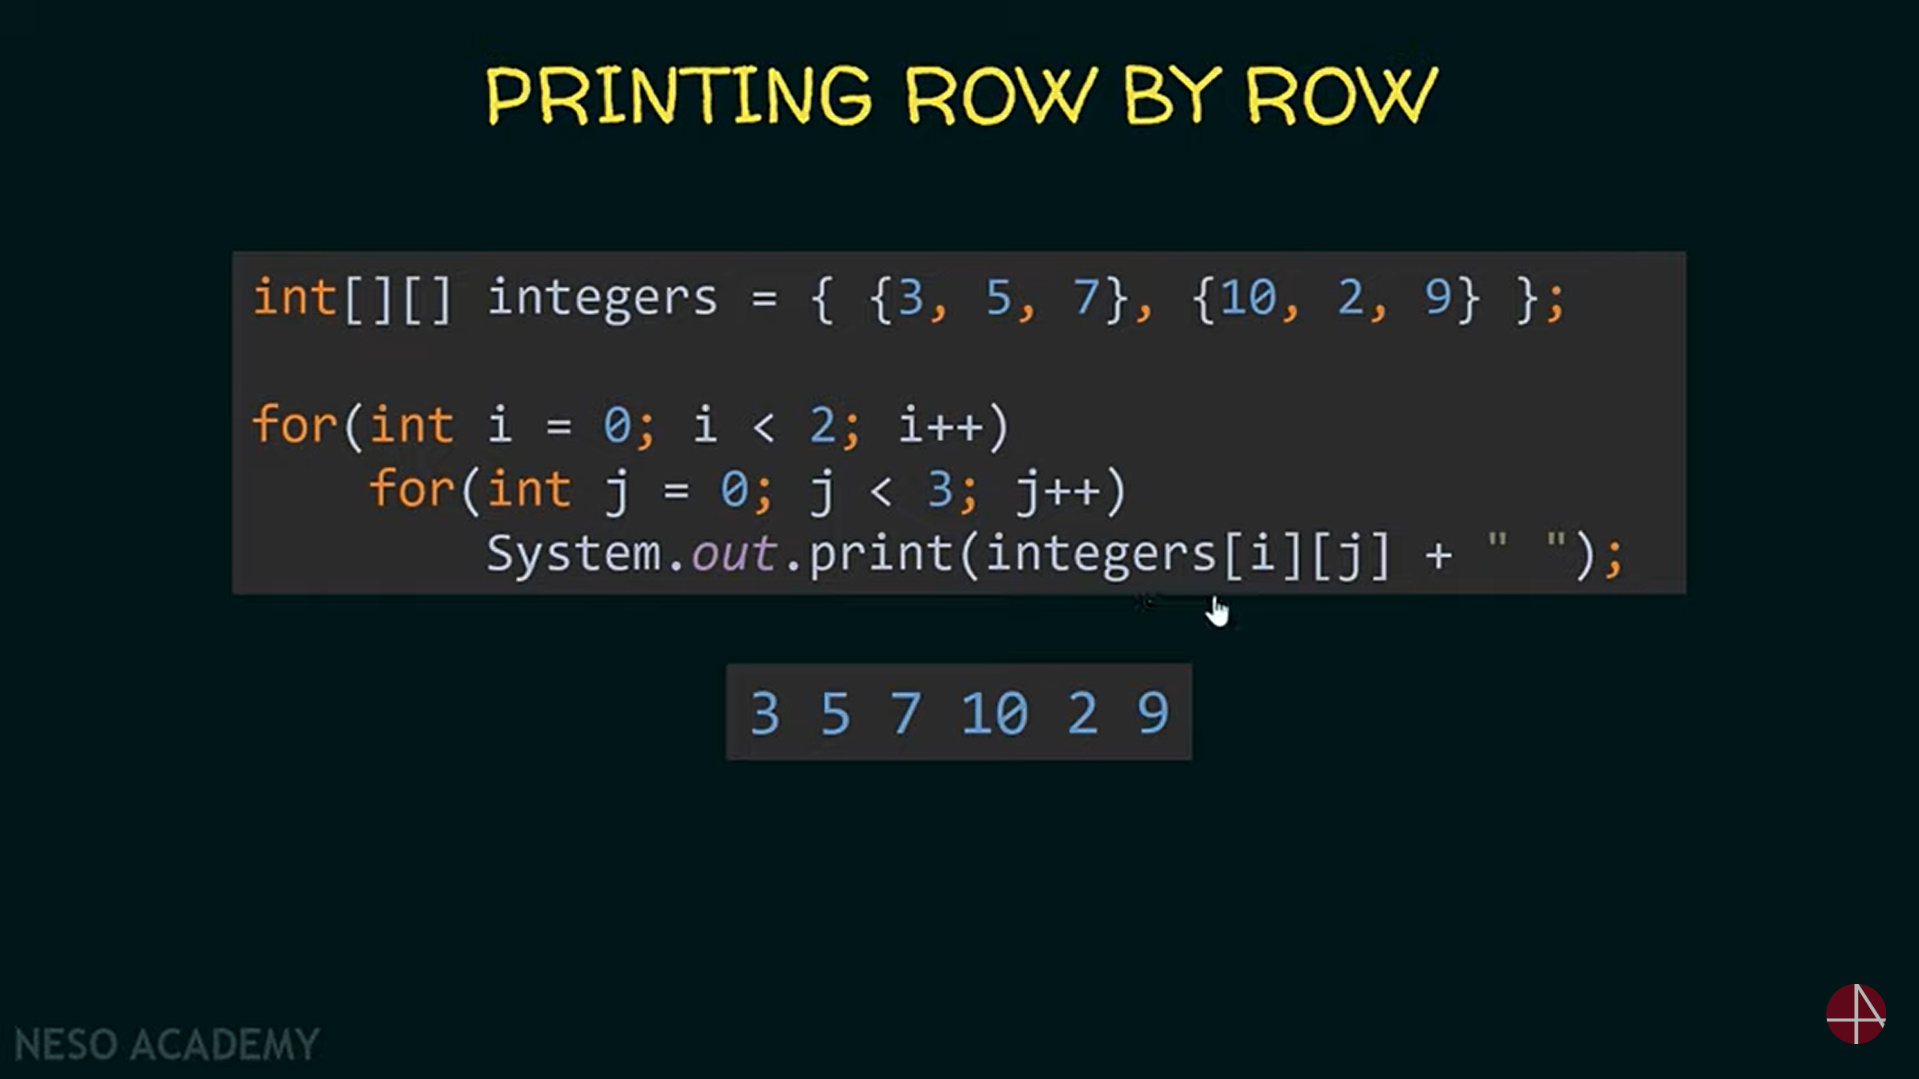 PRINTING ROW BY ROW
int[][] integers = { {3, 5, 7}, {10, 2, 9} };
for(int i = 0; i < 2; i++)
for(int j = 0; j < 3; j++)
System.out.print(integers[i][j] + " ");
3 5 7 10 2 9
NESO ACADEMY